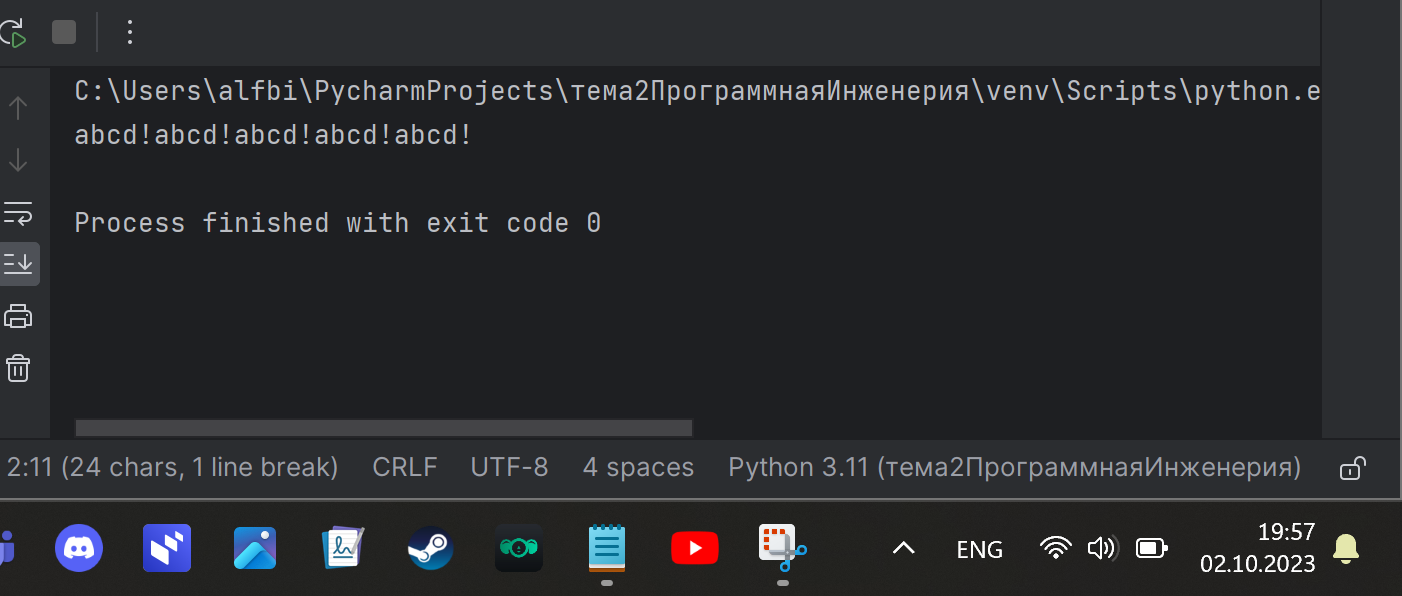 C:\Users\alfbi\PycharmProjects\тема2ПрограммнаяИнженерия\venv\Scripts\python.e
abcd!abcd!abcd!abcd!abcd!
Process finished with exit code 0
2:11 (24 chars, 1 line break) CRLF UTF-8 4 spaces Python 3.11 (тема2ПрограммнаяИнженерия)
ENG
19:57
02.10.2023